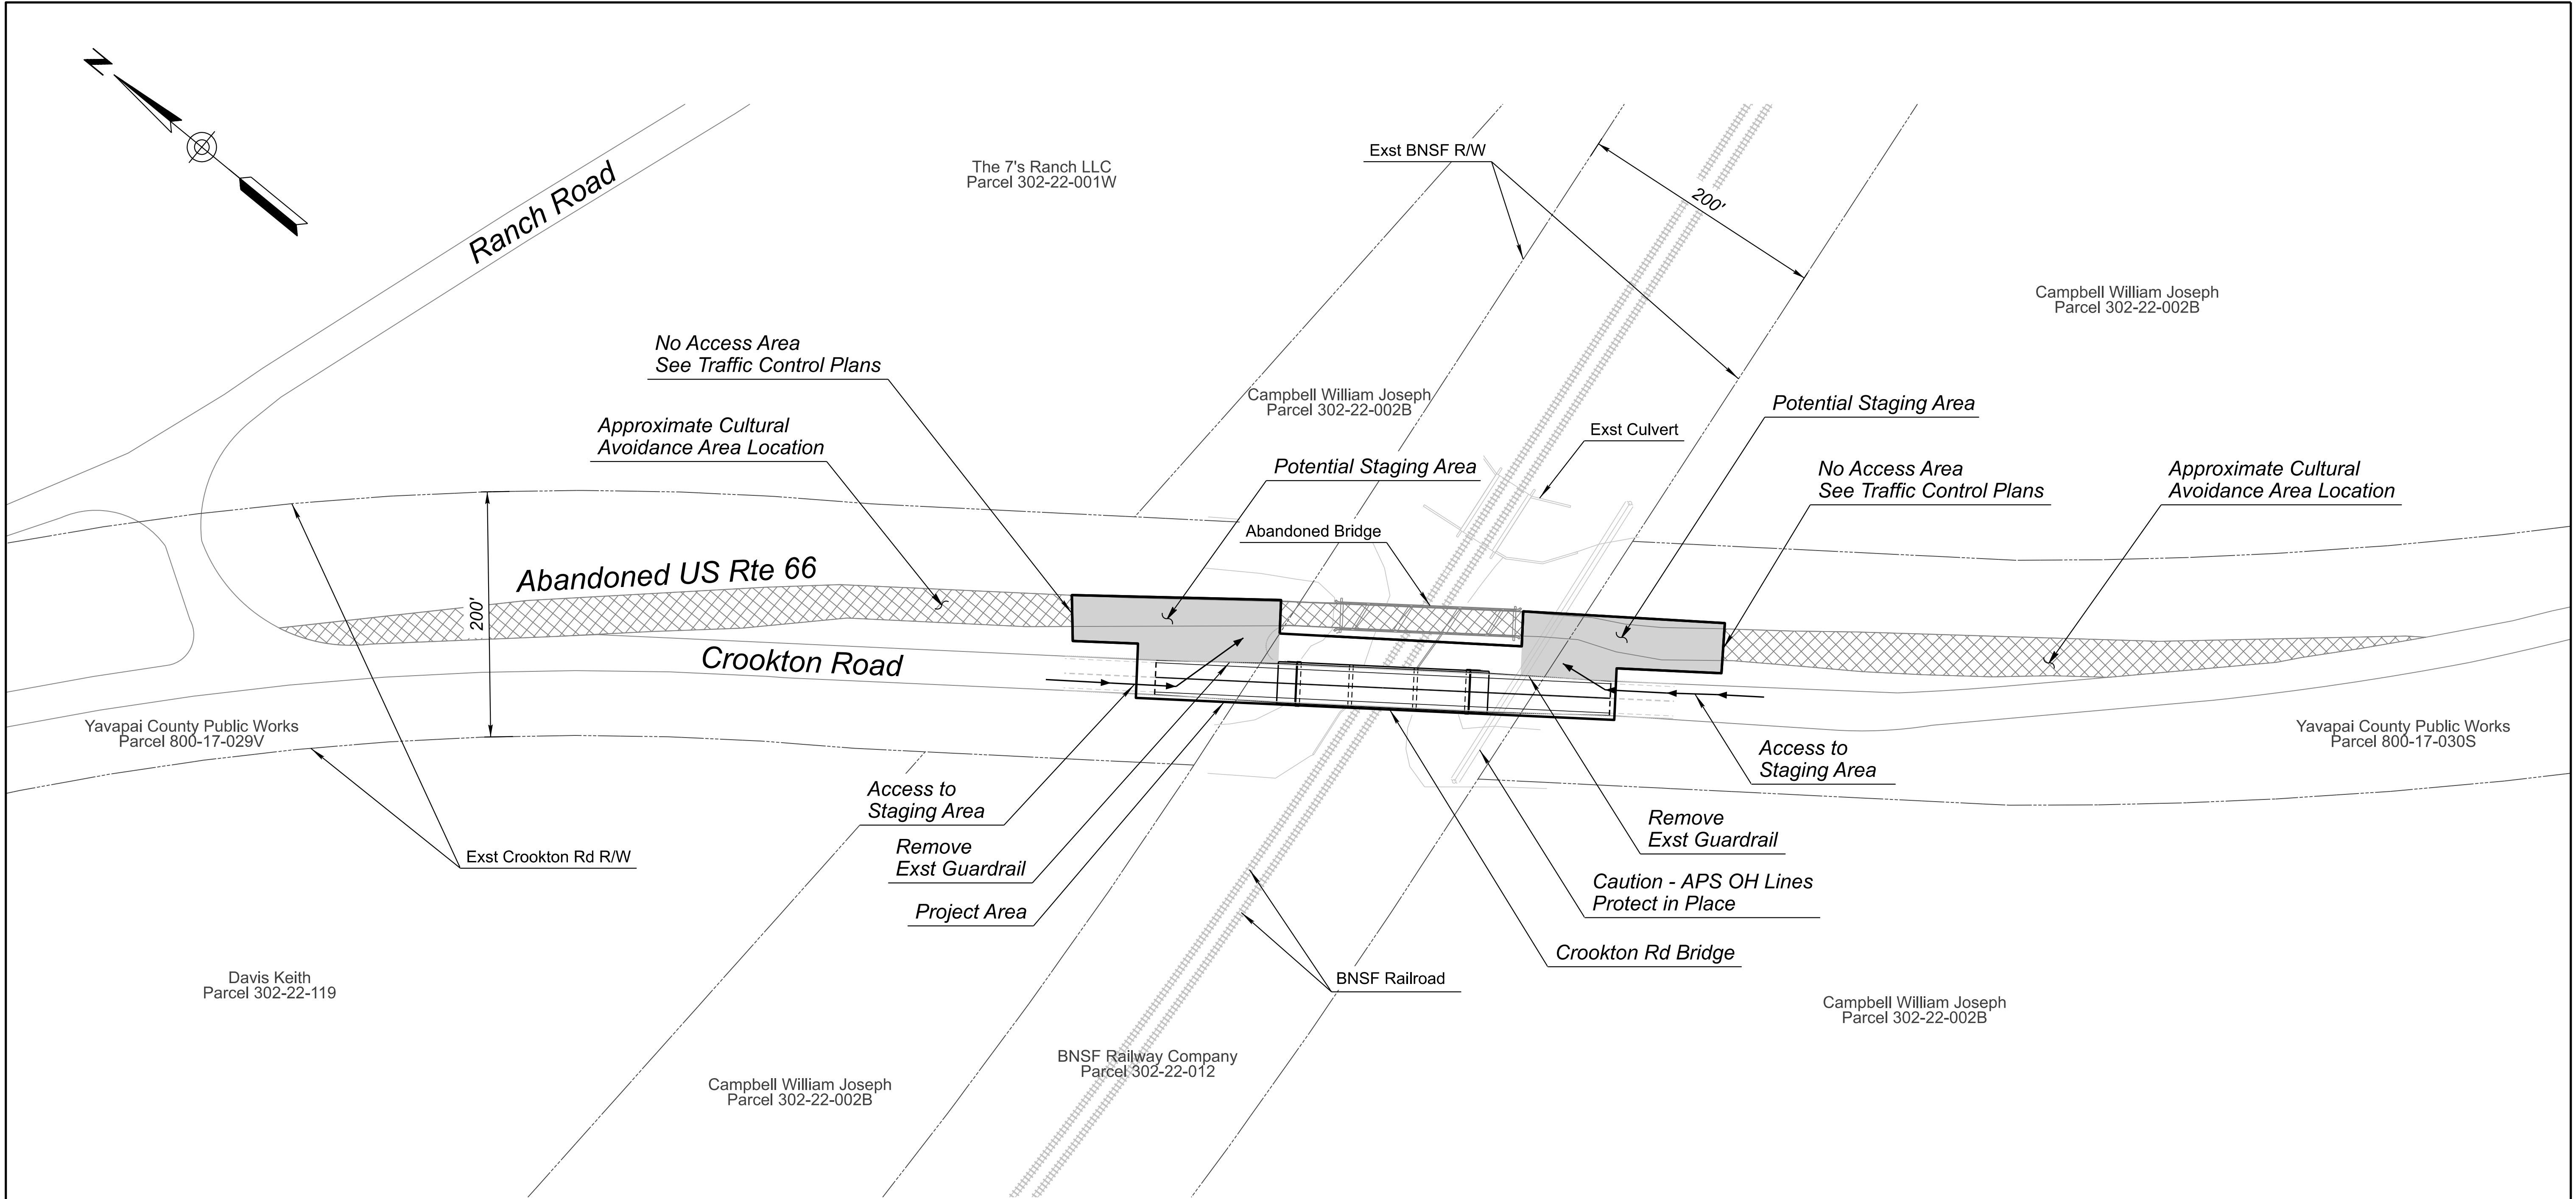 N
Ranch Road
The 7's Ranch LLC
Parcel 302-22-001W
Exst BNSF R/W
200'
Campbell William Joseph
Parcel 302-22-002B
No Access Area
See Traffic Control Plans
Approximate Cultural
Avoidance Area Location
Campbell William Joseph
Parcel 302-22-002B
Potential Staging Area
Exst Culvert
Potential Staging Area
No Access Area
See Traffic Control Plans
Approximate Cultural
Avoidance Area Location
Abandoned Bridge
Abandoned US Rte 66
200'
Crookton Road
Yavapai County Public Works
Parcel 800-17-029V
Yavapai County Public Works
Parcel 800-17-030S
Access to
Staging Area
Access to
Staging Area
Exst Crookton Rd R/W
Remove
Exst Guardrail
Remove
Exst Guardrail
Project Area
Caution - APS OH Lines
Protect in Place
Crookton Rd Bridge
BNSF Railroad
Davis Keith
Parcel 302-22-119
Campbell William Joseph
Parcel 302-22-002B
BNSF Railway Company
Parcel 302-22-012
Campbell William Joseph
Parcel 302-22-002B